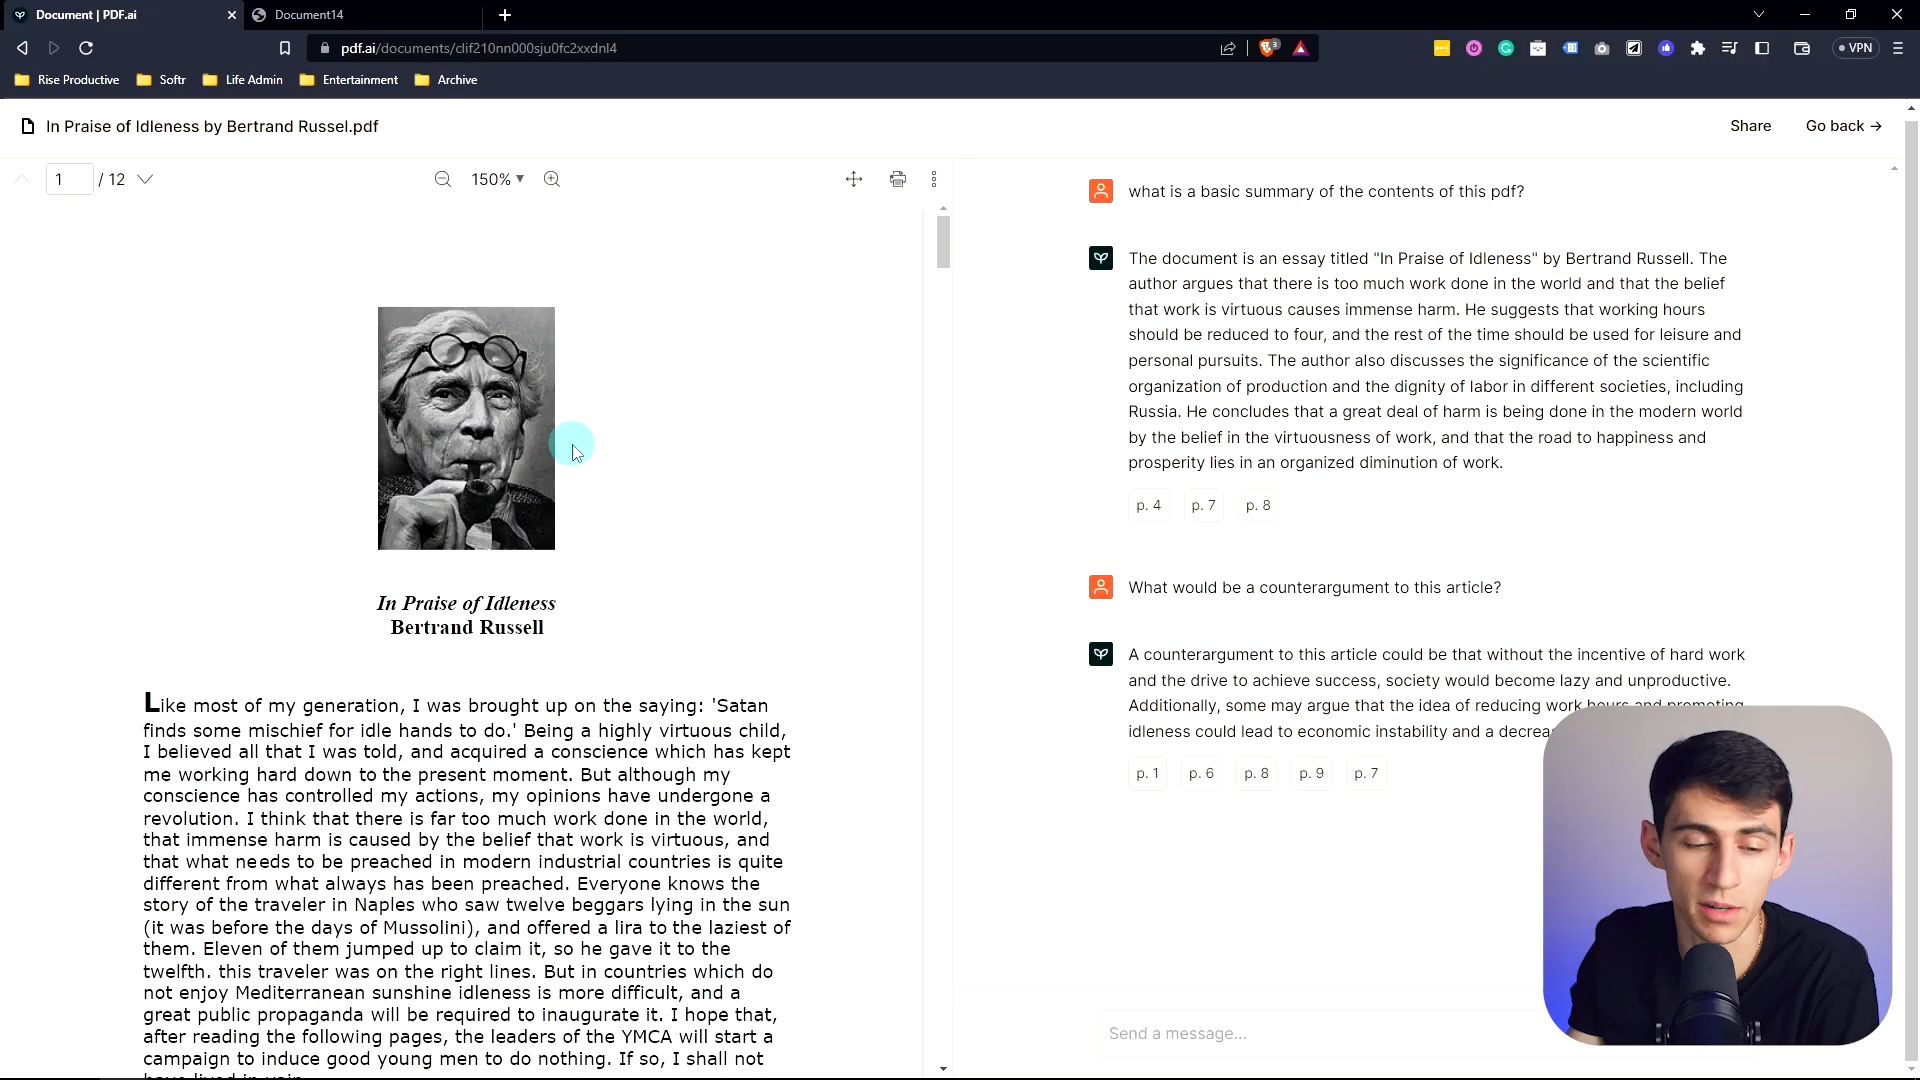 Document | PDF.ai
Document14
pdf.ai/documents/clif210nn000sju0fc2xxdnl4
VPN
Rise Productive
Softr
Life Admin
Entertainment
Archive
In Praise of Idleness by Bertrand Russel.pdf
Share
Go back →
1 / 12
150%
In Praise of Idleness
Bertrand Russell
Like most of my generation, I was brought up on the saying: 'Satan
finds some mischief for idle hands to do.' Being a highly virtuous child,
I believed all that I was told, and acquired a conscience which has kept
me working hard down to the present moment. But although my
conscience has controlled my actions, my opinions have undergone a
revolution. I think that there is far too much work done in the world,
that immense harm is caused by the belief that work is virtuous, and
that what needs to be preached in modern industrial countries is quite
different from what always has been preached. Everyone knows the
story of the traveler in Naples who saw twelve beggars lying in the sun
(it was before the days of Mussolini), and offered a lira to the laziest of
them. Eleven of them jumped up to claim it, so he gave it to the
twelfth. this traveler was on the right lines. But in countries which do
not enjoy Mediterranean sunshine idleness is more difficult, and a
great public propaganda will be required to inaugurate it. I hope that,
after reading the following pages, the leaders of the YMCA will start a
campaign to induce good young men to do nothing. If so, I shall not
what is a basic summary of the contents of this pdf?
The document is an essay titled "In Praise of Idleness" by Bertrand Russell. The
author argues that there is too much work done in the world and that the belief
that work is virtuous causes immense harm. He suggests that working hours
should be reduced to four, and the rest of the time should be used for leisure and
personal pursuits. The author also discusses the significance of the scientific
organization of production and the dignity of labor in different societies, including
Russia. He concludes that a great deal of harm is being done in the modern world
by the belief in the virtuousness of work, and that the road to happiness and
prosperity lies in an organized diminution of work.
p. 4 p. 7 p. 8
What would be a counterargument to this article?
A counterargument to this article could be that without the incentive of hard work
and the drive to achieve success, society would become lazy and unproductive.
Additionally, some may argue that the idea of reducing work hours and promoting
idleness could lead to economic instability and a decrea
p. 1 p. 6 p. 8 p. 9 p. 7
Send a message...